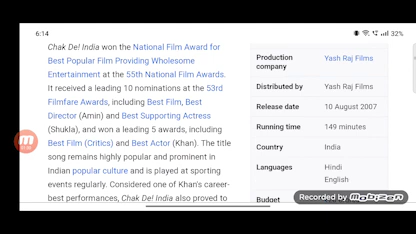 6:14
32%
Chak De! India won the National Film Award for
Best Popular Film Providing Wholesome
Entertainment at the 55th National Film Awards.
It received a leading 10 nominations at the 53rd
Filmfare Awards, including Best Film, Best
Director (Amin) and Best Supporting Actress
(Shukla), and won a leading 5 awards, including
Best Film (Critics) and Best Actor (Khan). The title
song remains highly popular and prominent in
Indian popular culture and is played at sporting
events regularly. Considered one of Khan's career-
best performances, Chak De! India also proved to
Production company Yash Raj Films
Distributed by Yash Raj Films
Release date 10 August 2007
Running time 149 minutes
Country India
Languages Hindi
English
Budget
Recorded by Mobizen